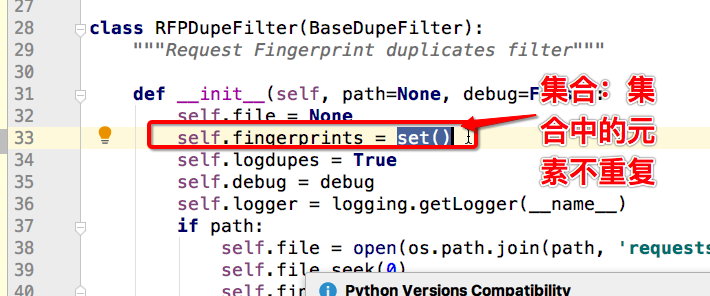 27
28 class RFPDupeFilter(BaseDupeFilter):
29 """Request Fingerprint duplicates filter"""
30
31 def __init__(self, path=None, debug=F
32 self.file = None
33 self.fingerprints = set()
34 self.logdupes = True
35 self.debug = debug
36 self.logger = logging.getLogger(__name__)
37 if path:
38 self.file = open(os.path.join(path, 'requests
39 self.file.seek(0)
40 self.fin
集合：集
合中的元
素不重复
Python Versions Compatibility